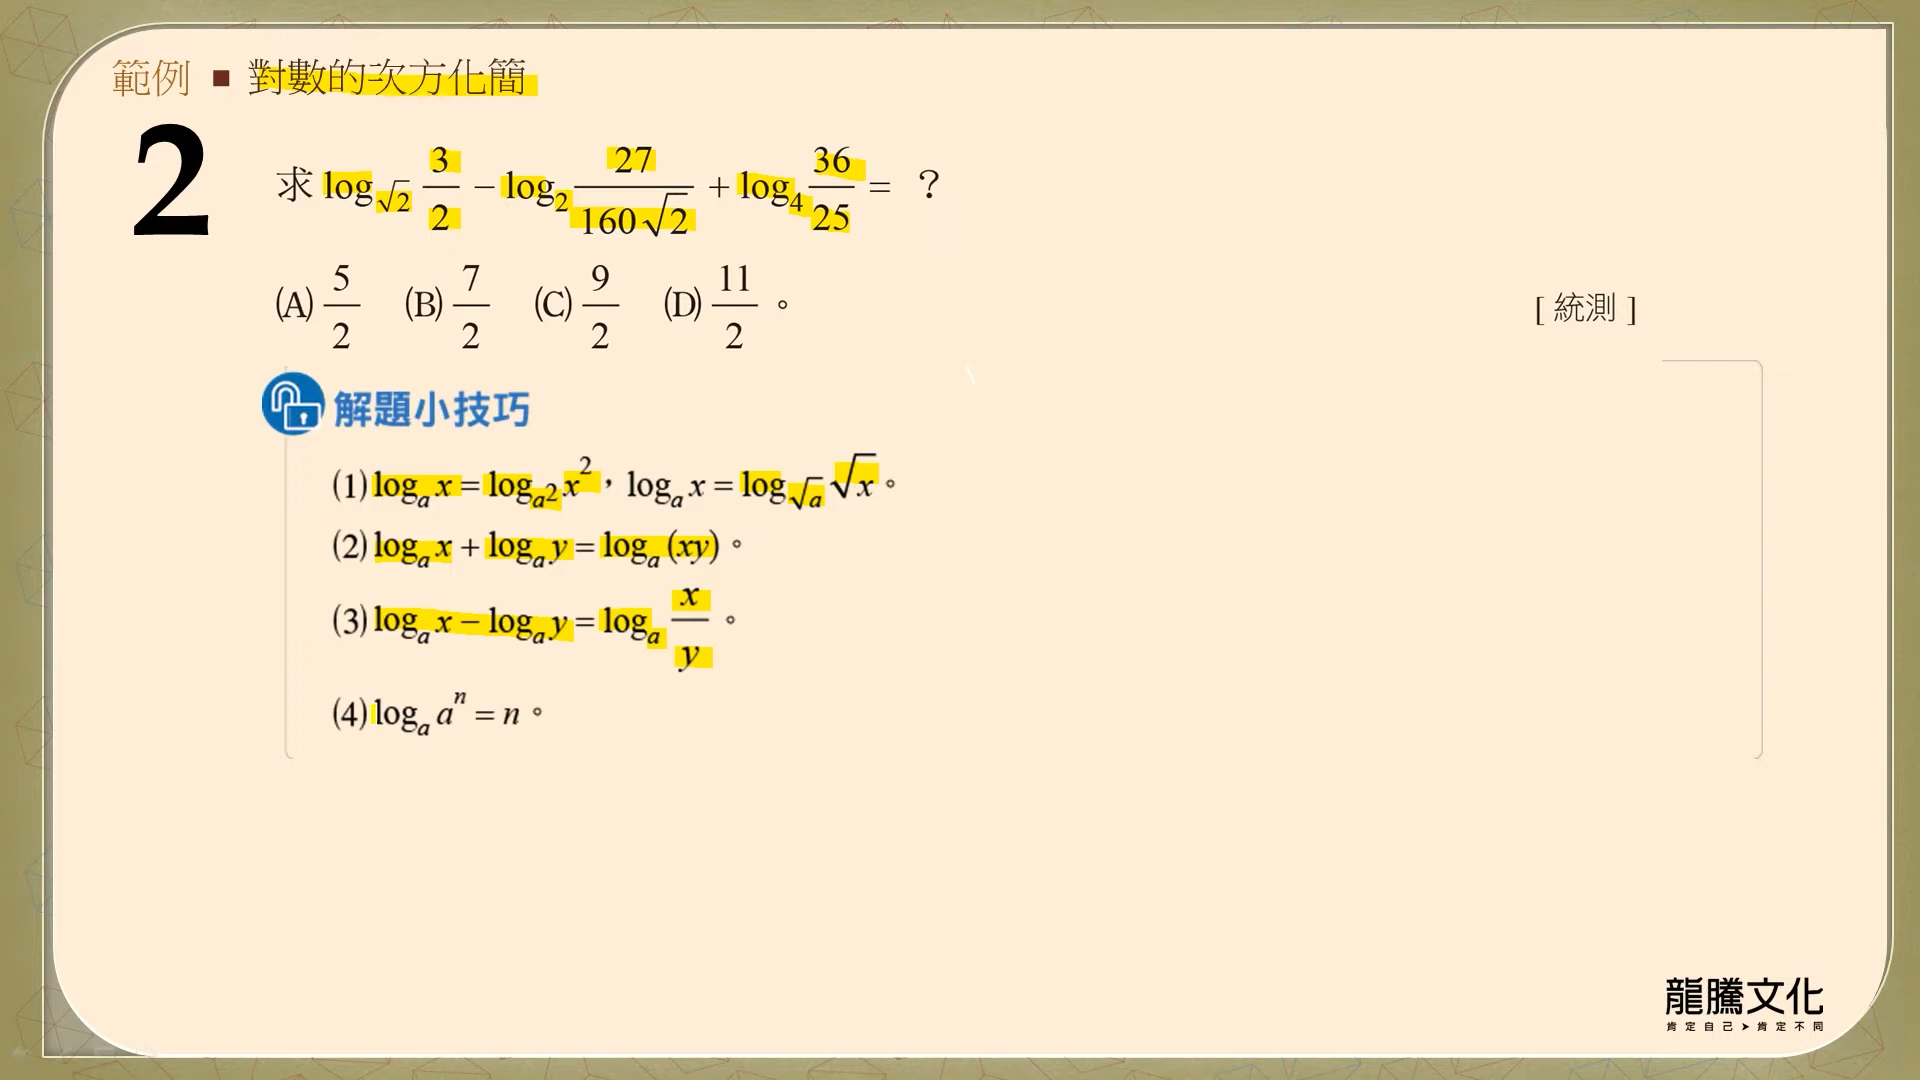 範例 ■ 對數的次方化簡
2
求 log_√2 3/2 − log_2 27/(160√2) + log_4 36/25 = ？
(A) 5/2 (B) 7/2 (C) 9/2 (D) 11/2 。
[ 統測 ]
解題小技巧
(1) log_a x = log_a² x²，log_a x = log_√a √x 。
(2) log_a x + log_a y = log_a (xy) 。
(3) log_a x − log_a y = log_a x/y 。
(4) log_a aⁿ = n 。
龍騰文化
肯定自己➤肯定不同